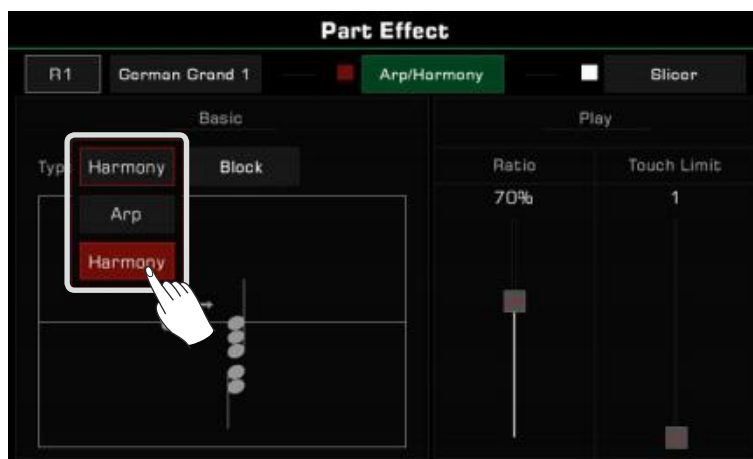 Part Effect
R1 German Grand 1 Arp/Harmony Slicer
Basic Play
Type Harmony Block Ratio Touch Limit
70% 1
Arp
Harmony